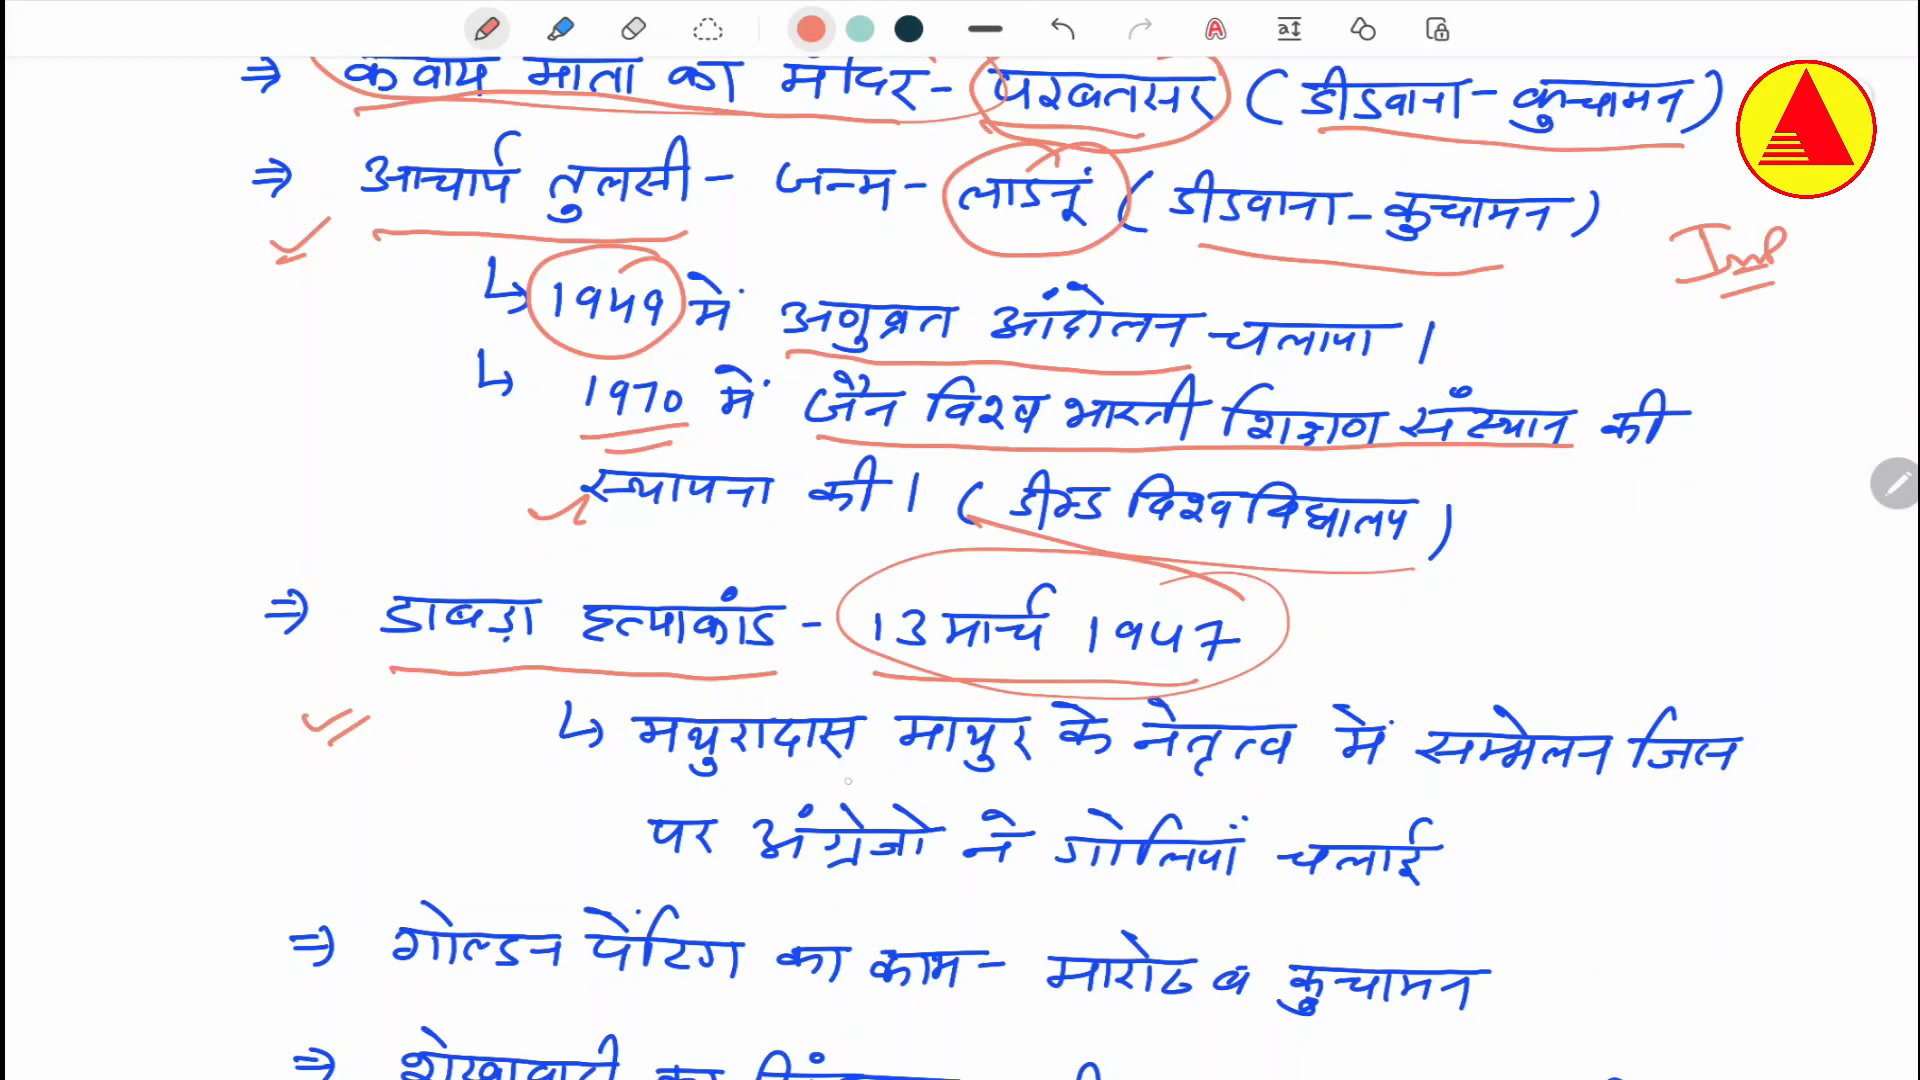 ⇒ कैवाय माता का मंदिर - परबतसर (डीडवाना - कुचामन)
⇒ आचार्य तुलसी - जन्म - लाडनूं (डीडवाना - कुचामन)
Imp
↳ 1949 में अणुव्रत आंदोलन चलाया।
↳ 1970 में जैन विश्व भारती शिक्षण संस्थान की
स्थापना की। (डीम्ड विश्वविद्यालय)
⇒ डाबड़ा हत्याकांड - 13 मार्च 1947
↳ मथुरादास माथुर के नेतृत्व में सम्मेलन जिस
पर अंग्रेजो ने गोलियाँ चलाई
⇒ गोल्डन पेंटिग का काम - मारोठ व कुचामन
⇒ शेखावाटी का